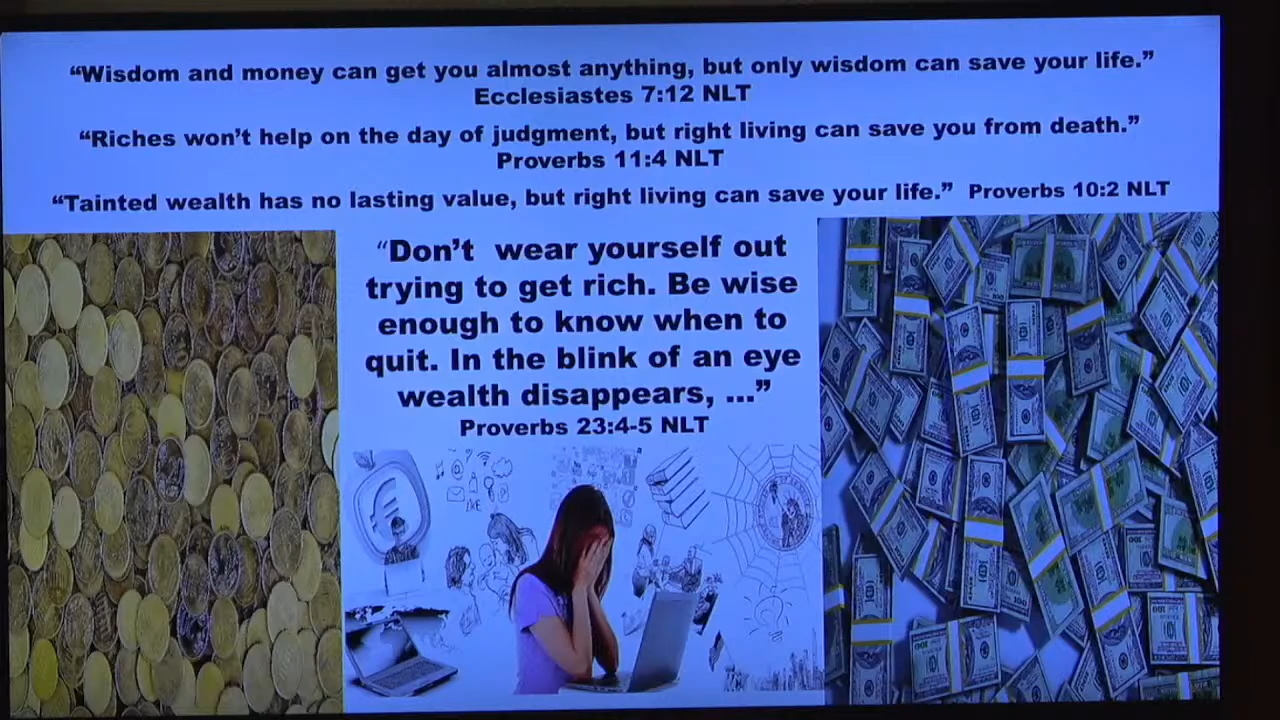 “Wisdom and money can get you almost anything, but only wisdom can save your life.”
Ecclesiastes 7:12 NLT
“Riches won’t help on the day of judgment, but right living can save you from death.”
Proverbs 11:4 NLT
“Tainted wealth has no lasting value, but right living can save your life.” Proverbs 10:2 NLT
“Don’t wear yourself out
trying to get rich. Be wise
enough to know when to
quit. In the blink of an eye
wealth disappears, ...”
Proverbs 23:4-5 NLT